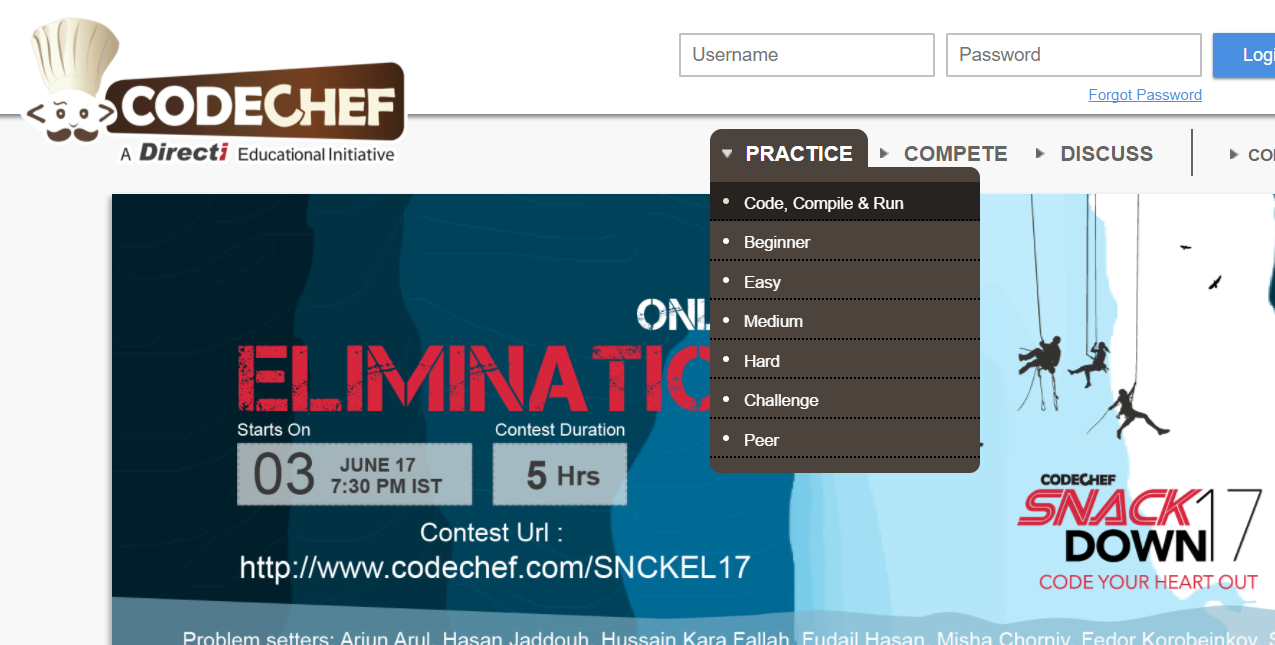 Username
Password
Forgot Password
CODECHEF
A Directi Educational Initiative
PRACTICE
COMPETE
DISCUSS
Code, Compile & Run
Beginner
Easy
Medium
Hard
Challenge
Peer
Starts On
Contest Duration
03 JUNE 17
7:30 PM IST
5 Hrs
Contest Url :
http://www.codechef.com/SNCKEL17
CODECHEF
SNACK
DOWN 17
CODE YOUR HEART OUT
Problem setters: Arjun Arul, Hasan Jaddouh, Hussain Kara Fallah, Fudail Hasan, Misha Chorniy, Fedor Korobeinkov,